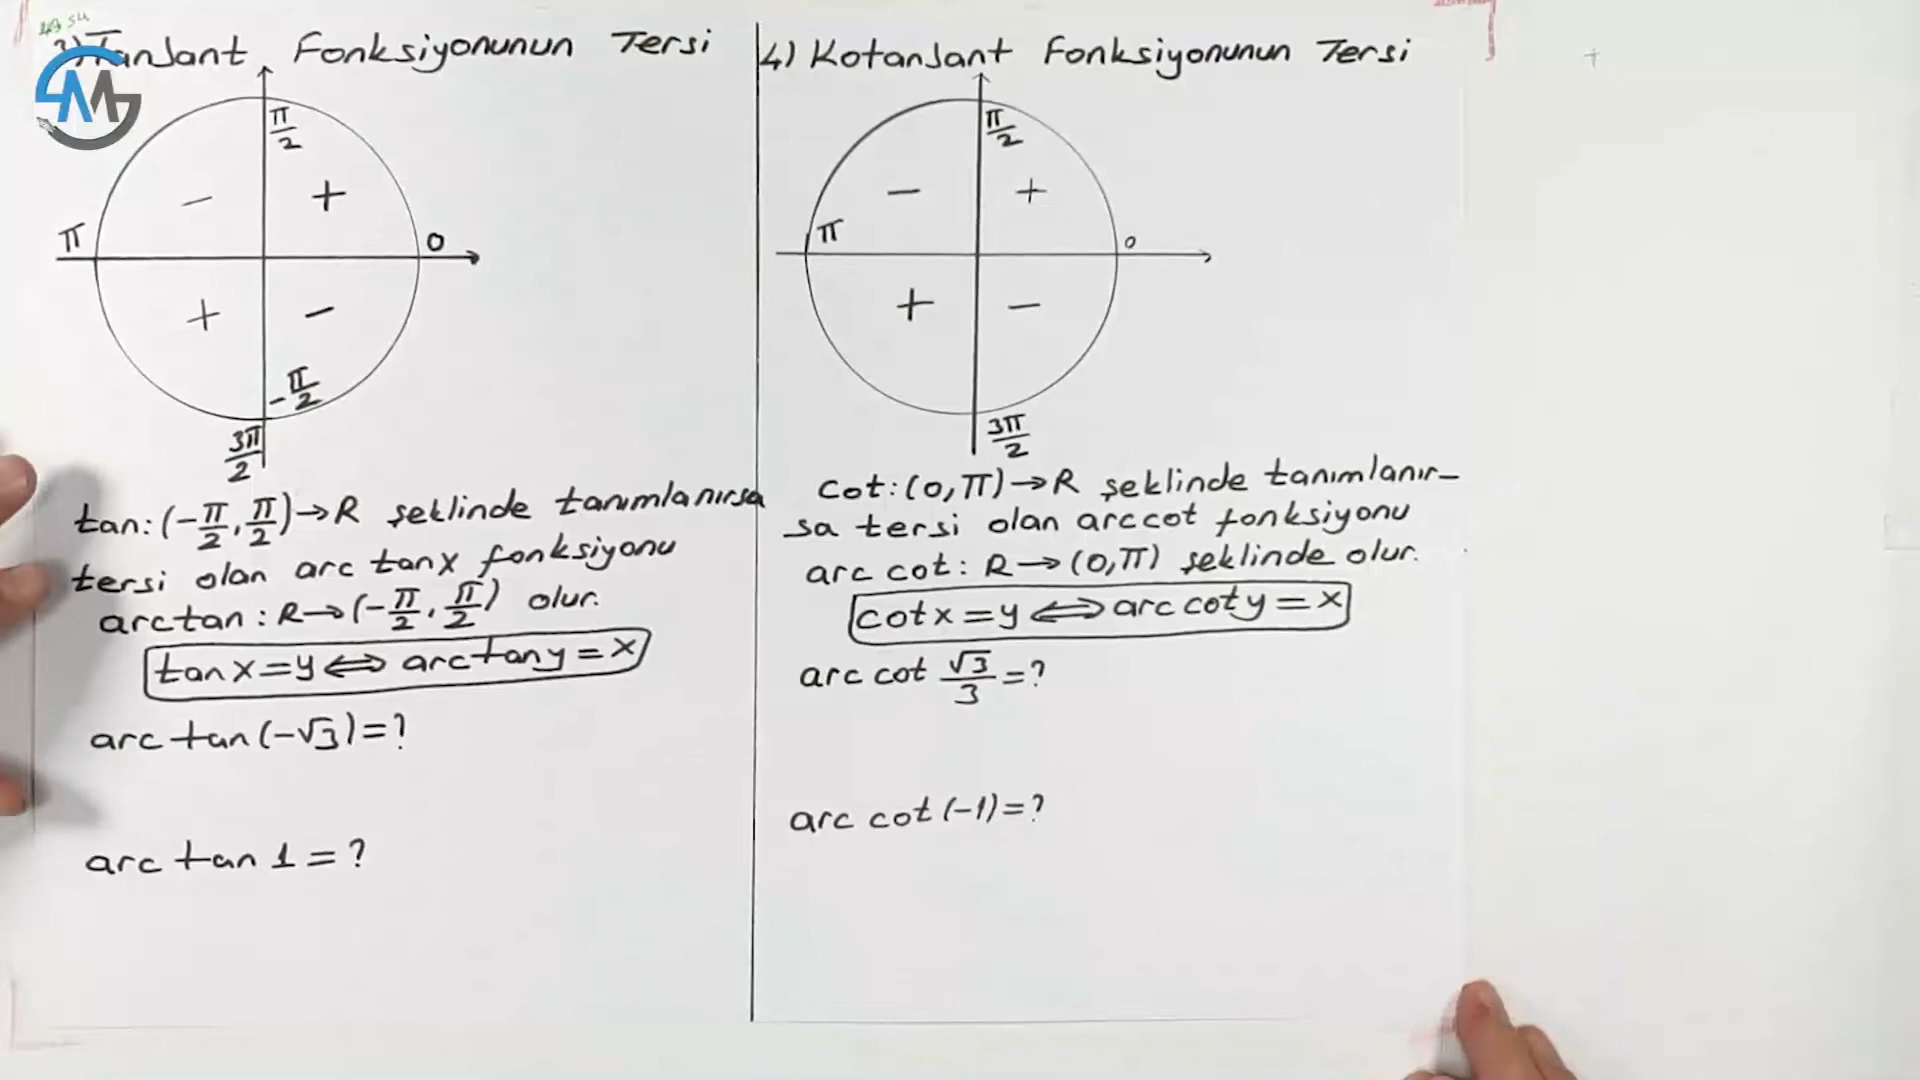 3) Tanjant Fonksiyonunun Tersi
π/2
- +
π 0
+ -
-π/2
3π/2
tan: (-π/2, π/2) → R şeklinde tanımlanırsa
tersi olan arc tanx fonksiyonu
arctan : R → (-π/2, π/2) olur.
tanx = y ⟺ arctany = x
arc tan (-√3) = ?
arc tan 1 = ?
4) Kotanjant Fonksiyonunun Tersi
π/2
- +
π 0
+ -
3π/2
cot: (0, π) → R şeklinde tanımlanır-
sa tersi olan arccot fonksiyonu
arc cot: R → (0, π) şeklinde olur.
cotx = y ⟺ arc coty = x
arc cot √3/3 = ?
arc cot (-1) = ?